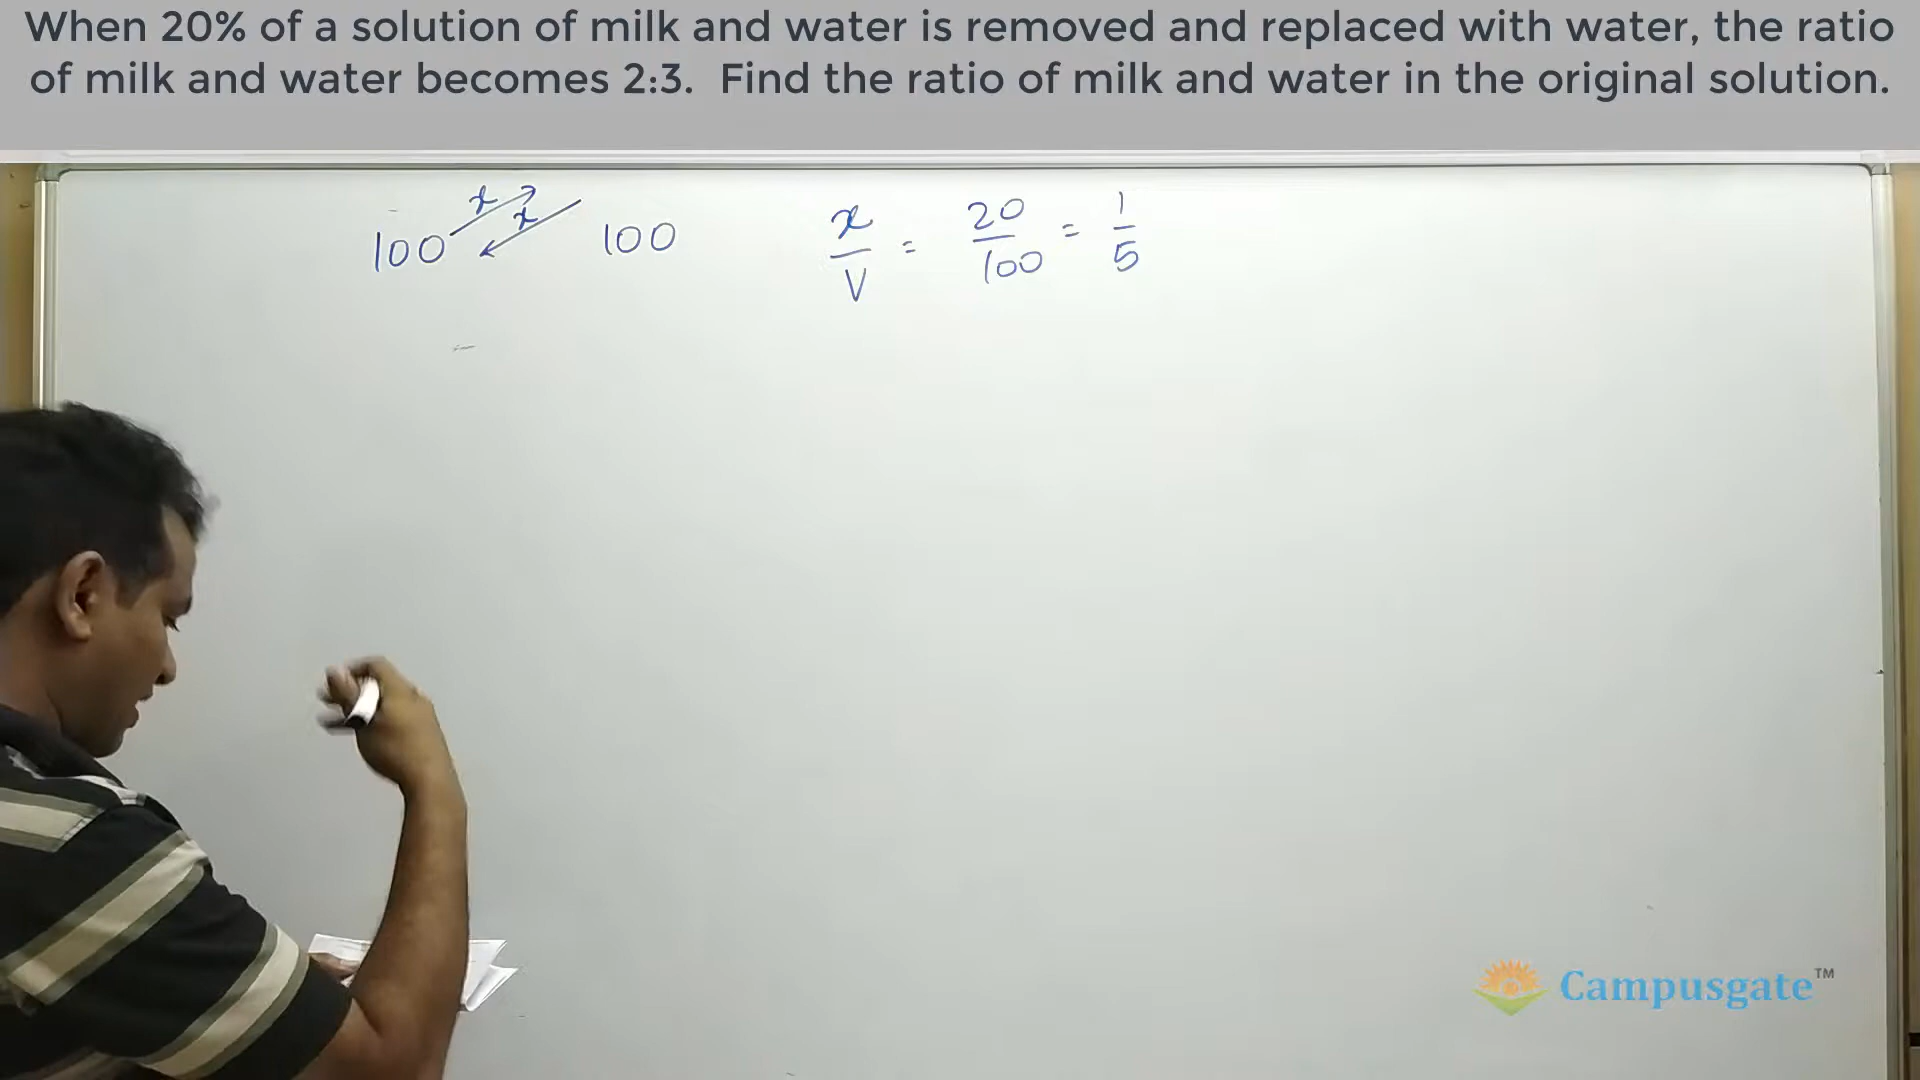 When 20% of a solution of milk and water is removed and replaced with water, the ratio
of milk and water becomes 2:3. Find the ratio of milk and water in the original solution.
100 x x 100 x/V = 20/100 = 1/5
Campusgate™